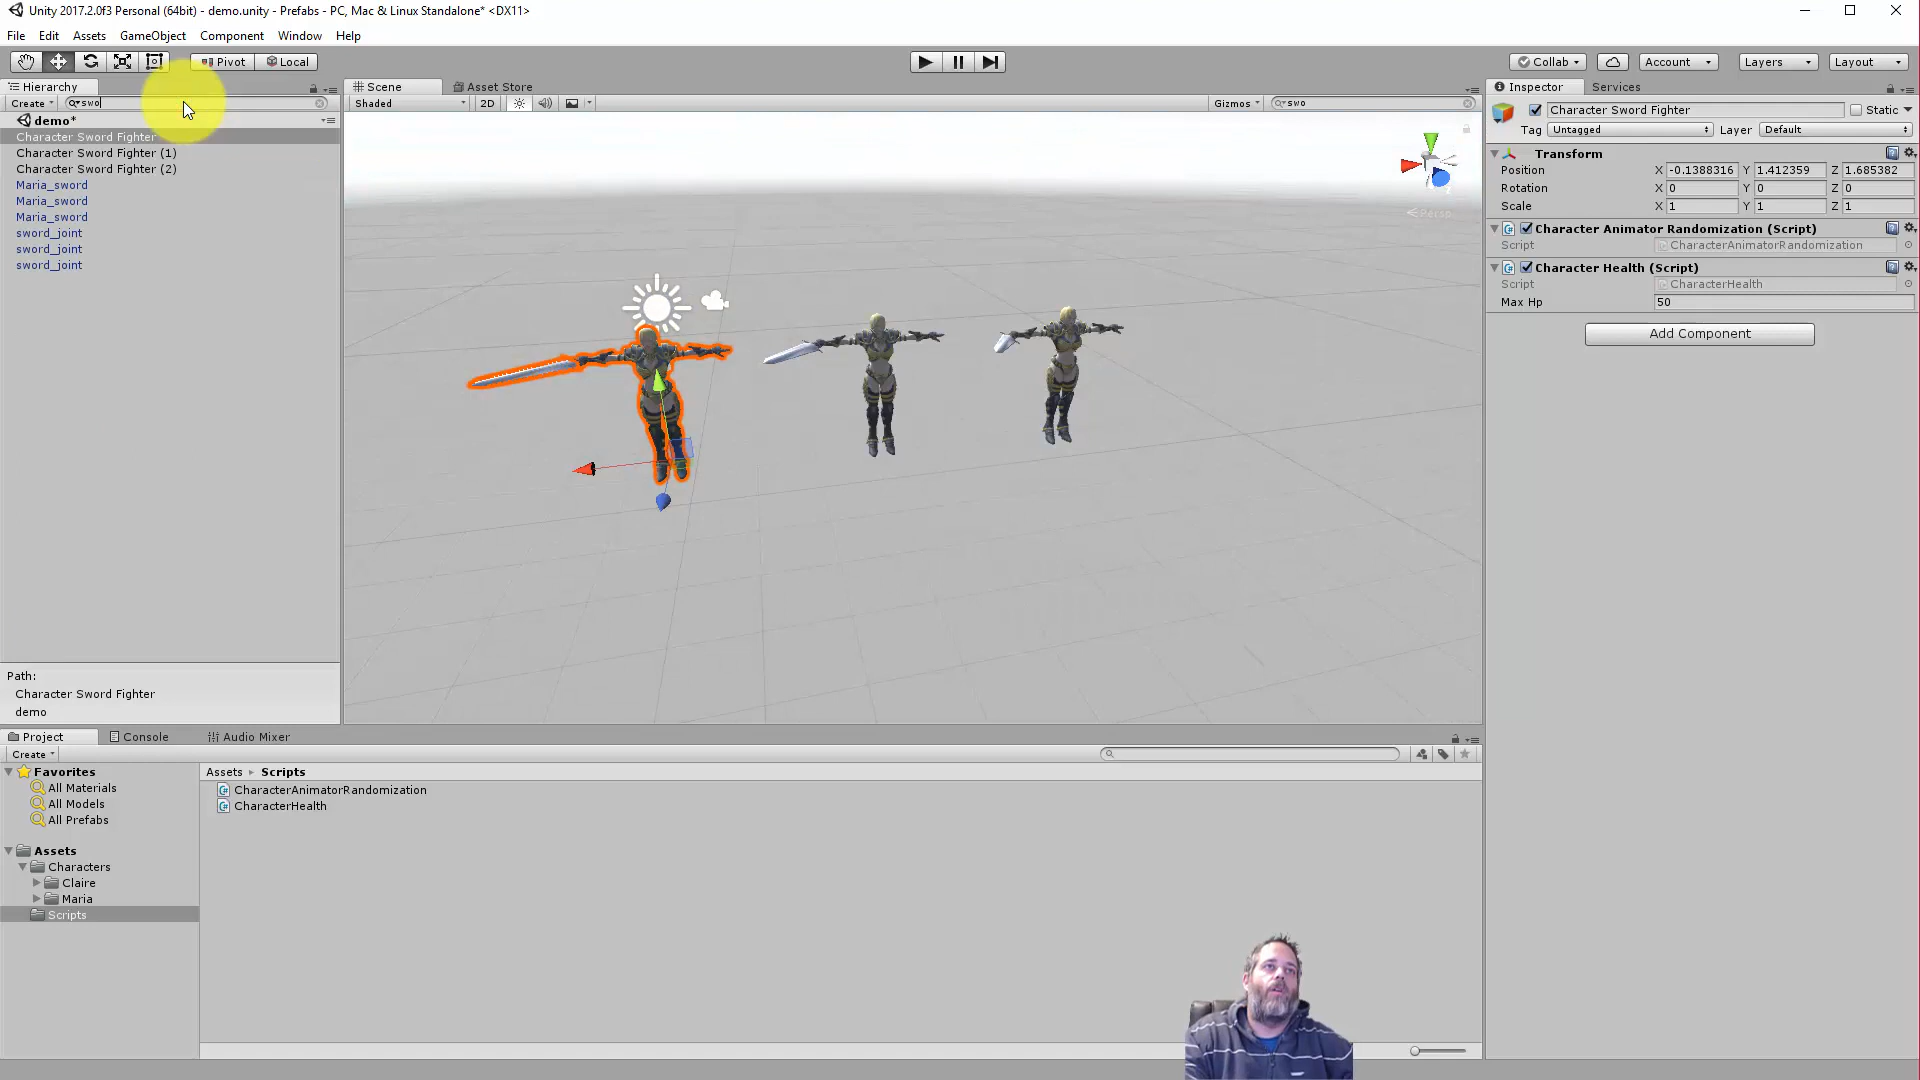 Unity 2017.2.0f3 Personal (64bit) - demo.unity - Prefabs - PC, Mac & Linux Standalone* <DX11>
File Edit Assets GameObject Component Window Help
Pivot Local Collab Account Layers Layout
Hierarchy
Create swo
demo*
Character Sword Fighter
Character Sword Fighter (1)
Character Sword Fighter (2)
Maria_sword
Maria_sword
Maria_sword
sword_joint
sword_joint
sword_joint
Path:
Character Sword Fighter
demo
Scene Asset Store
Shaded 2D Gizmos swo
Persp
Inspector Services
Character Sword Fighter Static
Tag Untagged Layer Default
Transform
Position X -0.1388316 Y 1.412359 Z 1.685382
Rotation X 0 Y 0 Z 0
Scale X 1 Y 1 Z 1
Character Animator Randomization (Script)
Script CharacterAnimatorRandomization
Character Health (Script)
Script CharacterHealth
Max Hp 50
Add Component
Project Console Audio Mixer
Create
Favorites
All Materials
All Models
All Prefabs
Assets
Characters
Claire
Maria
Scripts
Assets ▸ Scripts
CharacterAnimatorRandomization
CharacterHealth